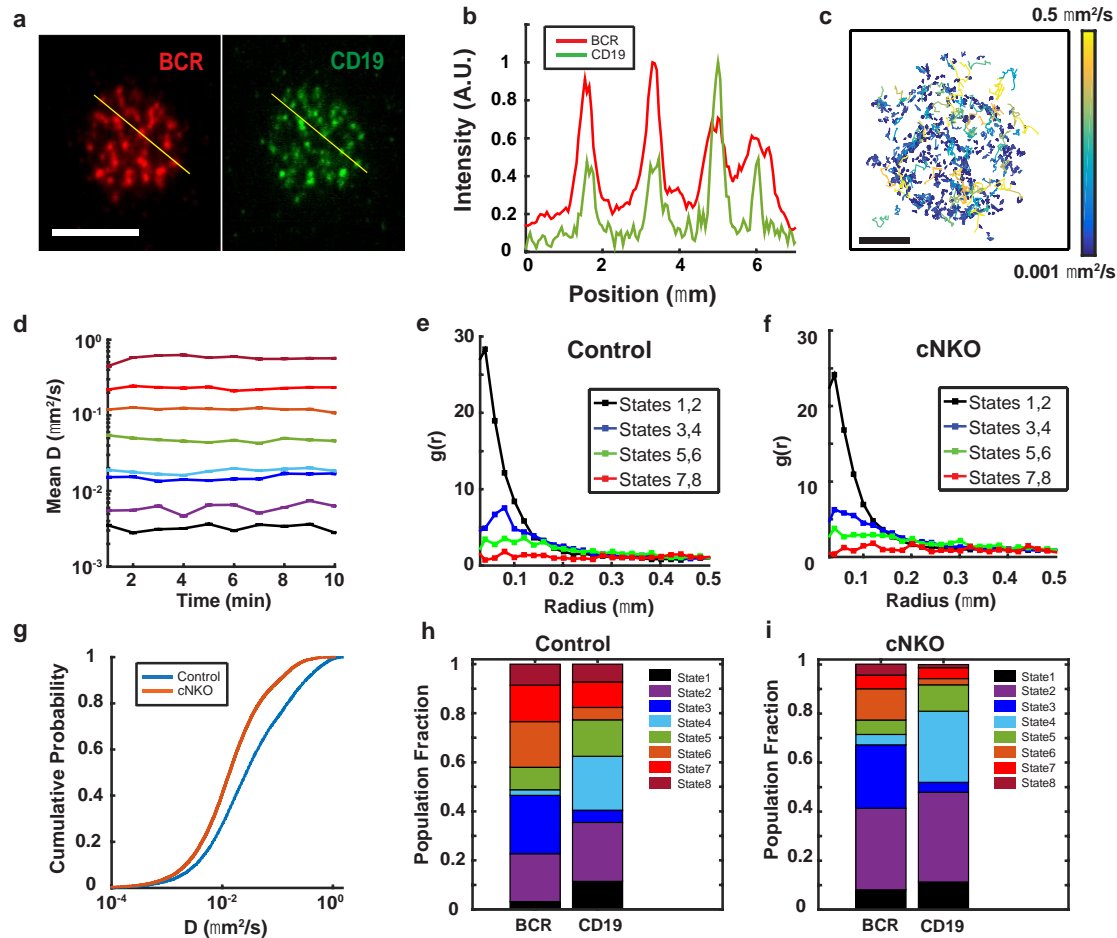 a
BCR
CD19
b
BCR
CD19
Intensity (A.U.)
1
0.8
0.6
0.4
0.2
0
0
2
4
6
Position (mm)
c
0.5 mm²/s
0.001 mm²/s
d
Mean D (mm²/s)
10⁰
10⁻¹
10⁻²
10⁻³
2
4
6
8
10
Time (min)
e
Control
g(r)
30
20
10
0
States 1,2
States 3,4
States 5,6
States 7,8
0.1
0.2
0.3
0.4
0.5
Radius (mm)
f
cNKO
g(r)
30
20
10
0
States 1,2
States 3,4
States 5,6
States 7,8
0.1
0.2
0.3
0.4
0.5
Radius (mm)
g
Cumulative Probability
1
0.8
0.6
0.4
0.2
0
Control
cNKO
10⁻⁴
10⁻²
10⁰
D (mm²/s)
h
Control
Population Fraction
1
0.8
0.6
0.4
0.2
0
State1
State2
State3
State4
State5
State6
State7
State8
BCR
CD19
i
cNKO
Population Fraction
1
0.8
0.6
0.4
0.2
0
State1
State2
State3
State4
State5
State6
State7
State8
BCR
CD19